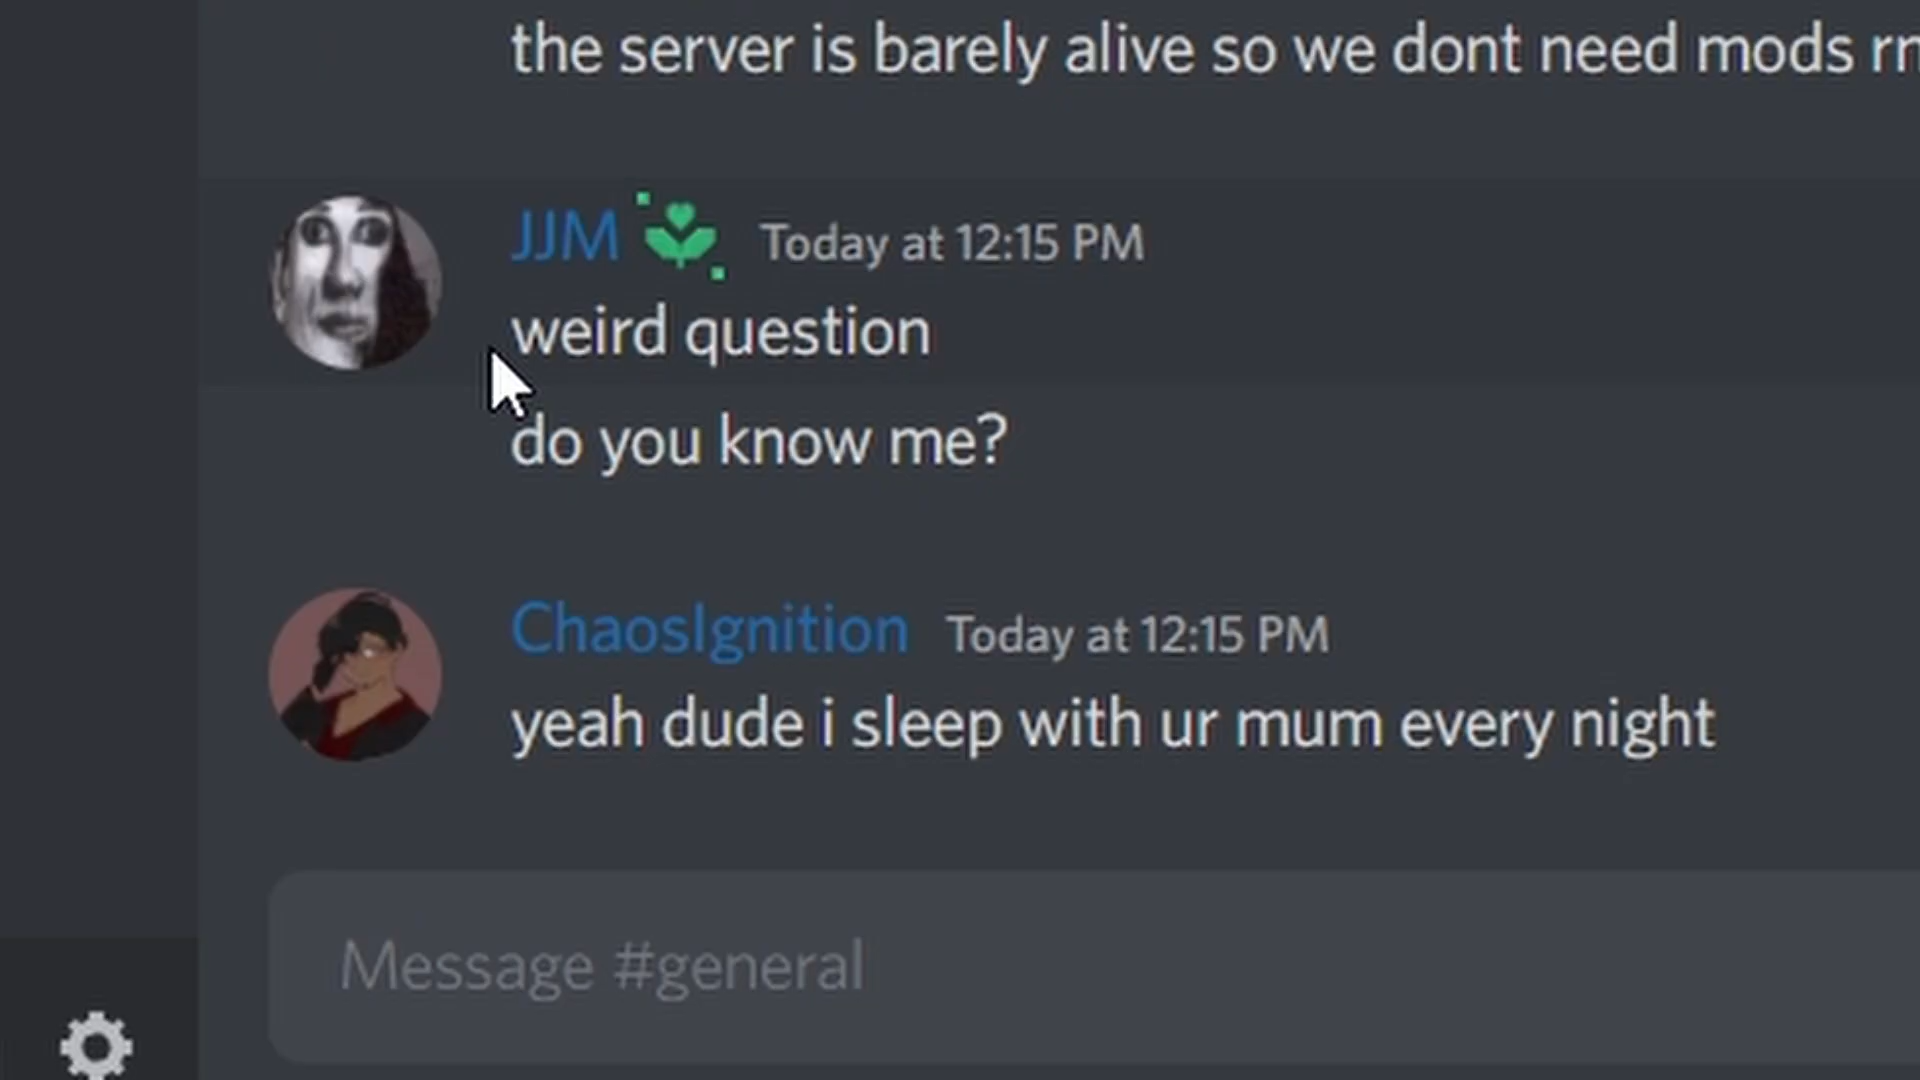 the server is barely alive so we dont need mods rn
JJM Today at 12:15 PM
weird question
do you know me?
ChaosIgnition Today at 12:15 PM
yeah dude i sleep with ur mum every night
Message #general